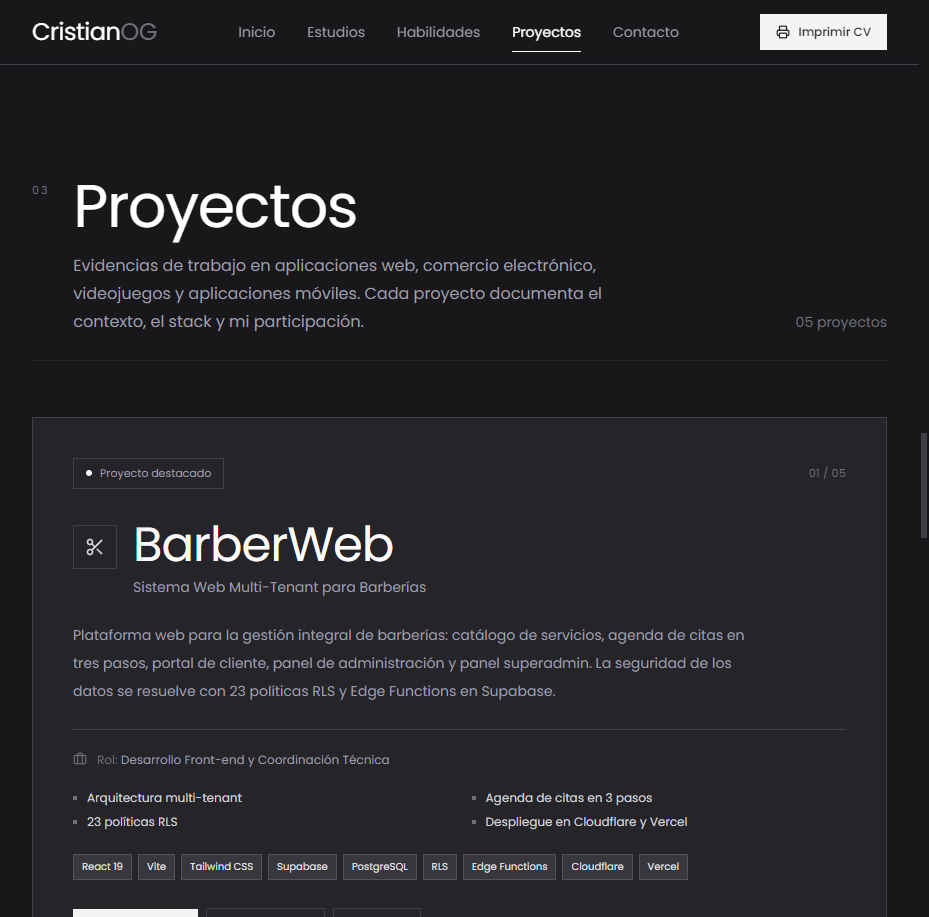 CristianOG
Inicio Estudios Habilidades Proyectos Contacto Imprimir CV
03
Proyectos
Evidencias de trabajo en aplicaciones web, comercio electrónico,
videojuegos y aplicaciones móviles. Cada proyecto documenta el
contexto, el stack y mi participación.
05 proyectos
Proyecto destacado
01 / 05
BarberWeb
Sistema Web Multi-Tenant para Barberías
Plataforma web para la gestión integral de barberías: catálogo de servicios, agenda de citas en
tres pasos, portal de cliente, panel de administración y panel superadmin. La seguridad de los
datos se resuelve con 23 políticas RLS y Edge Functions en Supabase.
Rol: Desarrollo Front-end y Coordinación Técnica
Arquitectura multi-tenant
Agenda de citas en 3 pasos
23 políticas RLS
Despliegue en Cloudflare y Vercel
React 19 Vite Tailwind CSS Supabase PostgreSQL RLS Edge Functions Cloudflare Vercel